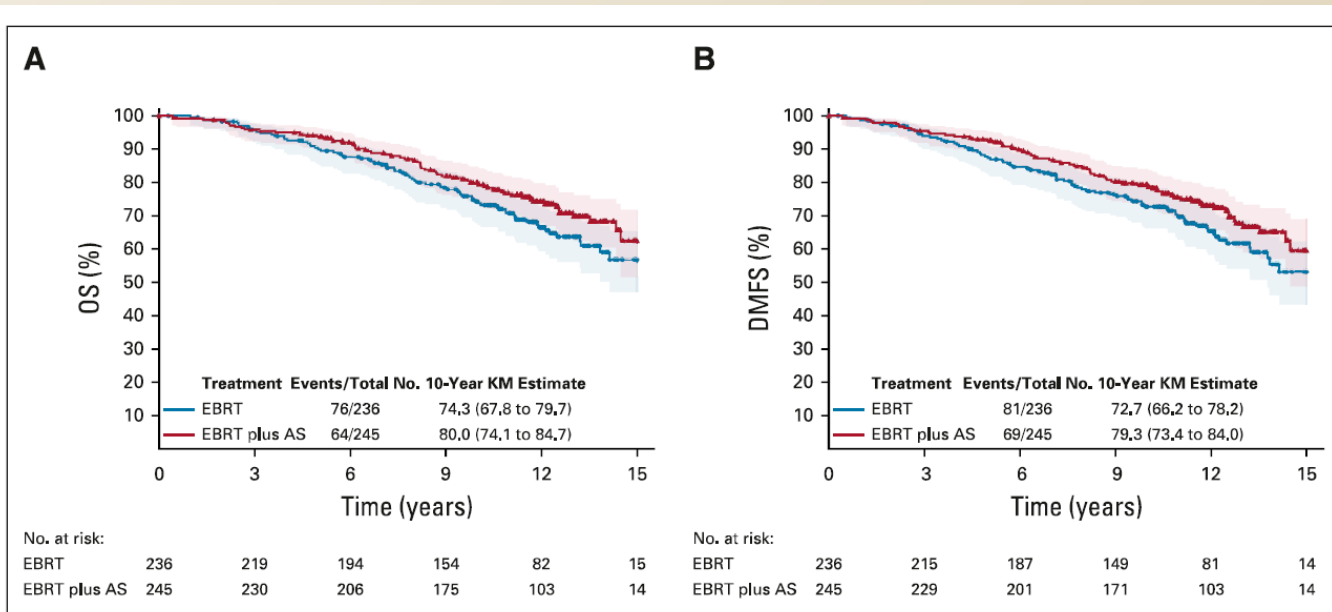 A
100
90
80
70
60
50
40
30
20
10
OS (%)
Treatment Events/Total No. 10-Year KM Estimate
EBRT 76/236 74.3 (67.8 to 79.7)
EBRT plus AS 64/245 80.0 (74.1 to 84.7)
0 3 6 9 12 15
Time (years)
No. at risk:
EBRT 236 219 194 154 82 15
EBRT plus AS 245 230 206 175 103 14
B
100
90
80
70
60
50
40
30
20
10
DMFS (%)
Treatment Events/Total No. 10-Year KM Estimate
EBRT 81/236 72.7 (66.2 to 78.2)
EBRT plus AS 69/245 79.3 (73.4 to 84.0)
0 3 6 9 12 15
Time (years)
No. at risk:
EBRT 236 215 187 149 81 14
EBRT plus AS 245 229 201 171 103 14